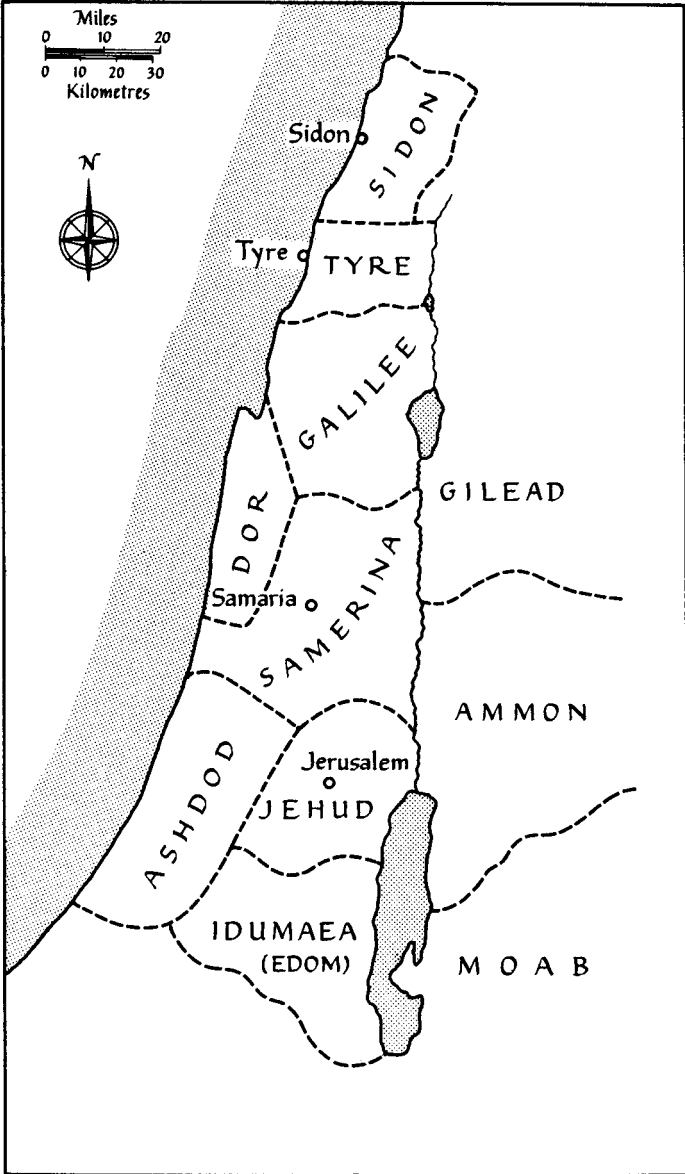 Miles
0 10 20
0 10 20 30
Kilometres
N
Sidon
SIDON
Tyre
TYRE
GALILEE
GILEAD
DOR
Samaria
SAMERINA
AMMON
ASHDOD
Jerusalem
JEHUD
IDUMAEA
(EDOM)
MOAB